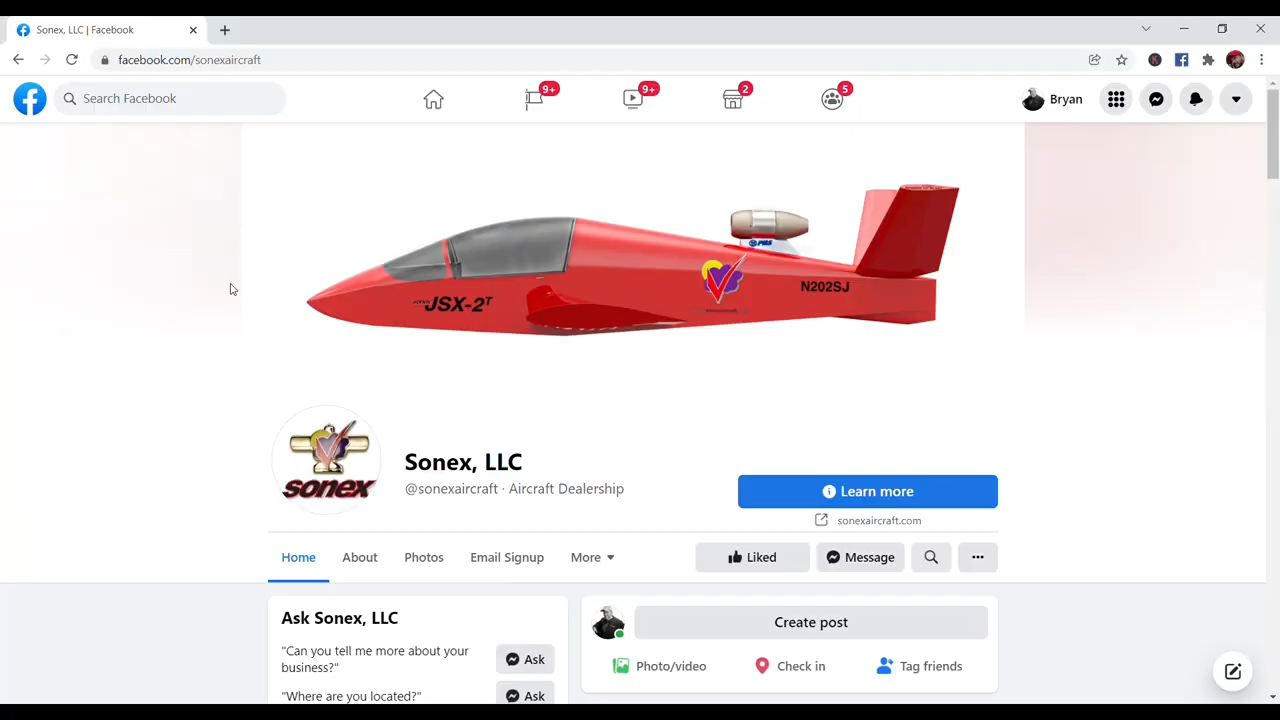 Sonex, LLC | Facebook
facebook.com/sonexaircraft
Search Facebook
9+
9+
2
5
Bryan
PBS
JSX-2T
N202SJ
sonex
Sonex, LLC
@sonexaircraft · Aircraft Dealership
Learn more
sonexaircraft.com
Home
About
Photos
Email Signup
More
Liked
Message
Ask Sonex, LLC
"Can you tell me more about your
business?"
Ask
"Where are you located?"
Ask
Create post
Photo/video
Check in
Tag friends